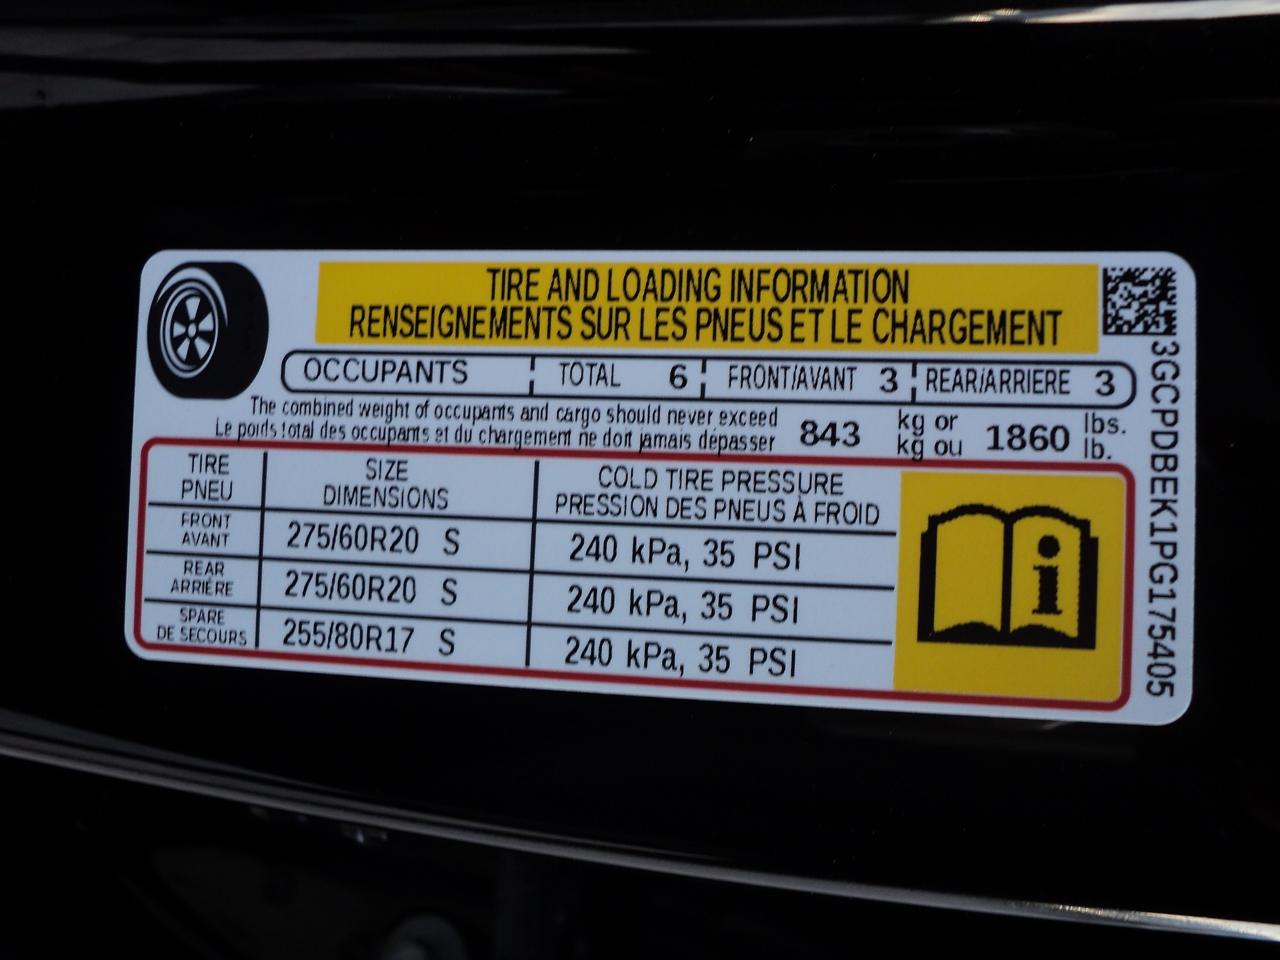 TIRE AND LOADING INFORMATION
RENSEIGNEMENTS SUR LES PNEUS ET LE CHARGEMENT
OCCUPANTS TOTAL 6 FRONT/AVANT 3 REAR/ARRIERE 3
The combined weight of occupants and cargo should never exceed 843 kg or 1860 lbs.
Le poids total des occupants et du chargement ne doit jamais dépasser kg ou lb.
TIRE SIZE COLD TIRE PRESSURE
PNEU DIMENSIONS PRESSION DES PNEUS À FROID
FRONT
AVANT 275/60R20 S 240 kPa, 35 PSI
REAR
ARRIÈRE 275/60R20 S 240 kPa, 35 PSI
SPARE
DE SECOURS 255/80R17 S 240 kPa, 35 PSI
i
3GCPDBEK1PG175405